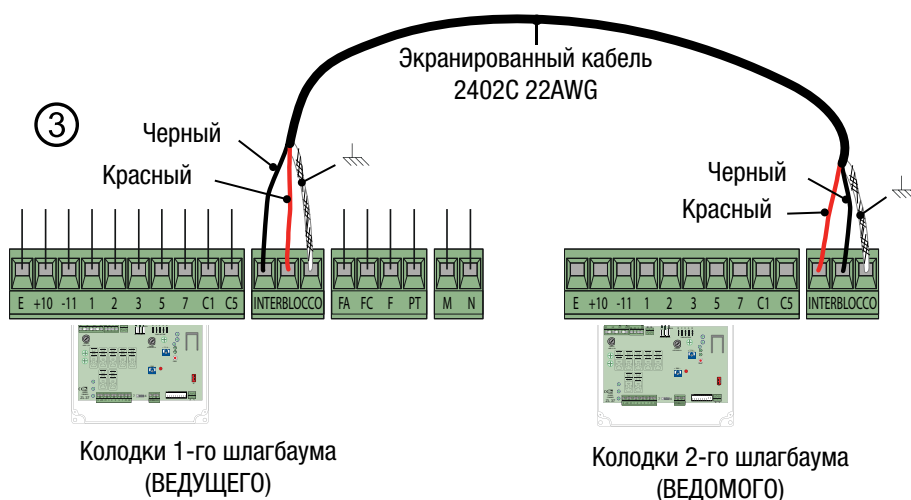 Экранированный кабель
2402C 22AWG
3
Черный
Красный
Черный
Красный
E +10 -11 1 2 3 5 7 C1 C5 INTERBLOCCO FA FC F PT M N
E +10 -11 1 2 3 5 7 C1 C5 INTERBLOCCO
Колодки 1-го шлагбаума
(ВЕДУЩЕГО)
Колодки 2-го шлагбаума
(ВЕДОМОГО)